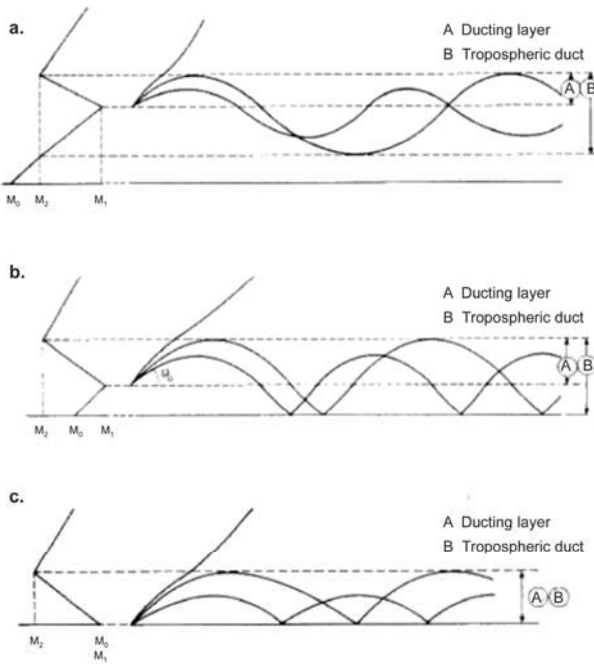 a.
A Ducting layer
B Tropospheric duct
A B
M₀ M₂ M₁
b.
A Ducting layer
B Tropospheric duct
A B
M₂ M₀ M₁
c.
A Ducting layer
B Tropospheric duct
A B
M₂ M₀
M₁